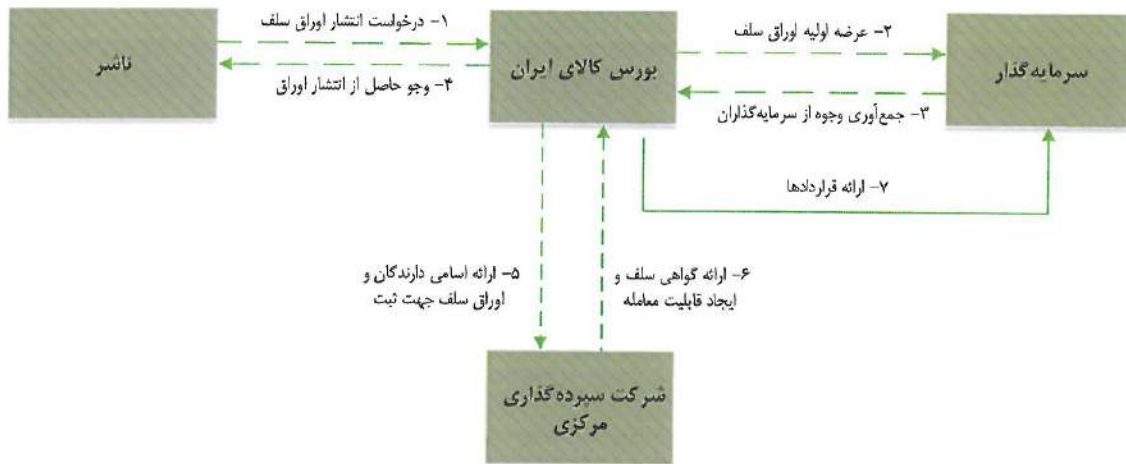 ۱- درخواست انتشار اوراق سلف
۲- عرضه اولیه اوراق سلف
ناشر
بورس کالای ایران
سرمایه‌گذار
۴- وجو حاصل از انتشار اوراق
۳- جمع‌آوری وجوه از سرمایه‌گذاران
۷- ارائه قراردادها
۵- ارائه اسامی دارندگان و
اوراق سلف جهت ثبت
۶- ارائه گواهی سلف و
ایجاد قابلیت معامله
شرکت سپرده‌گذاری
مرکزی